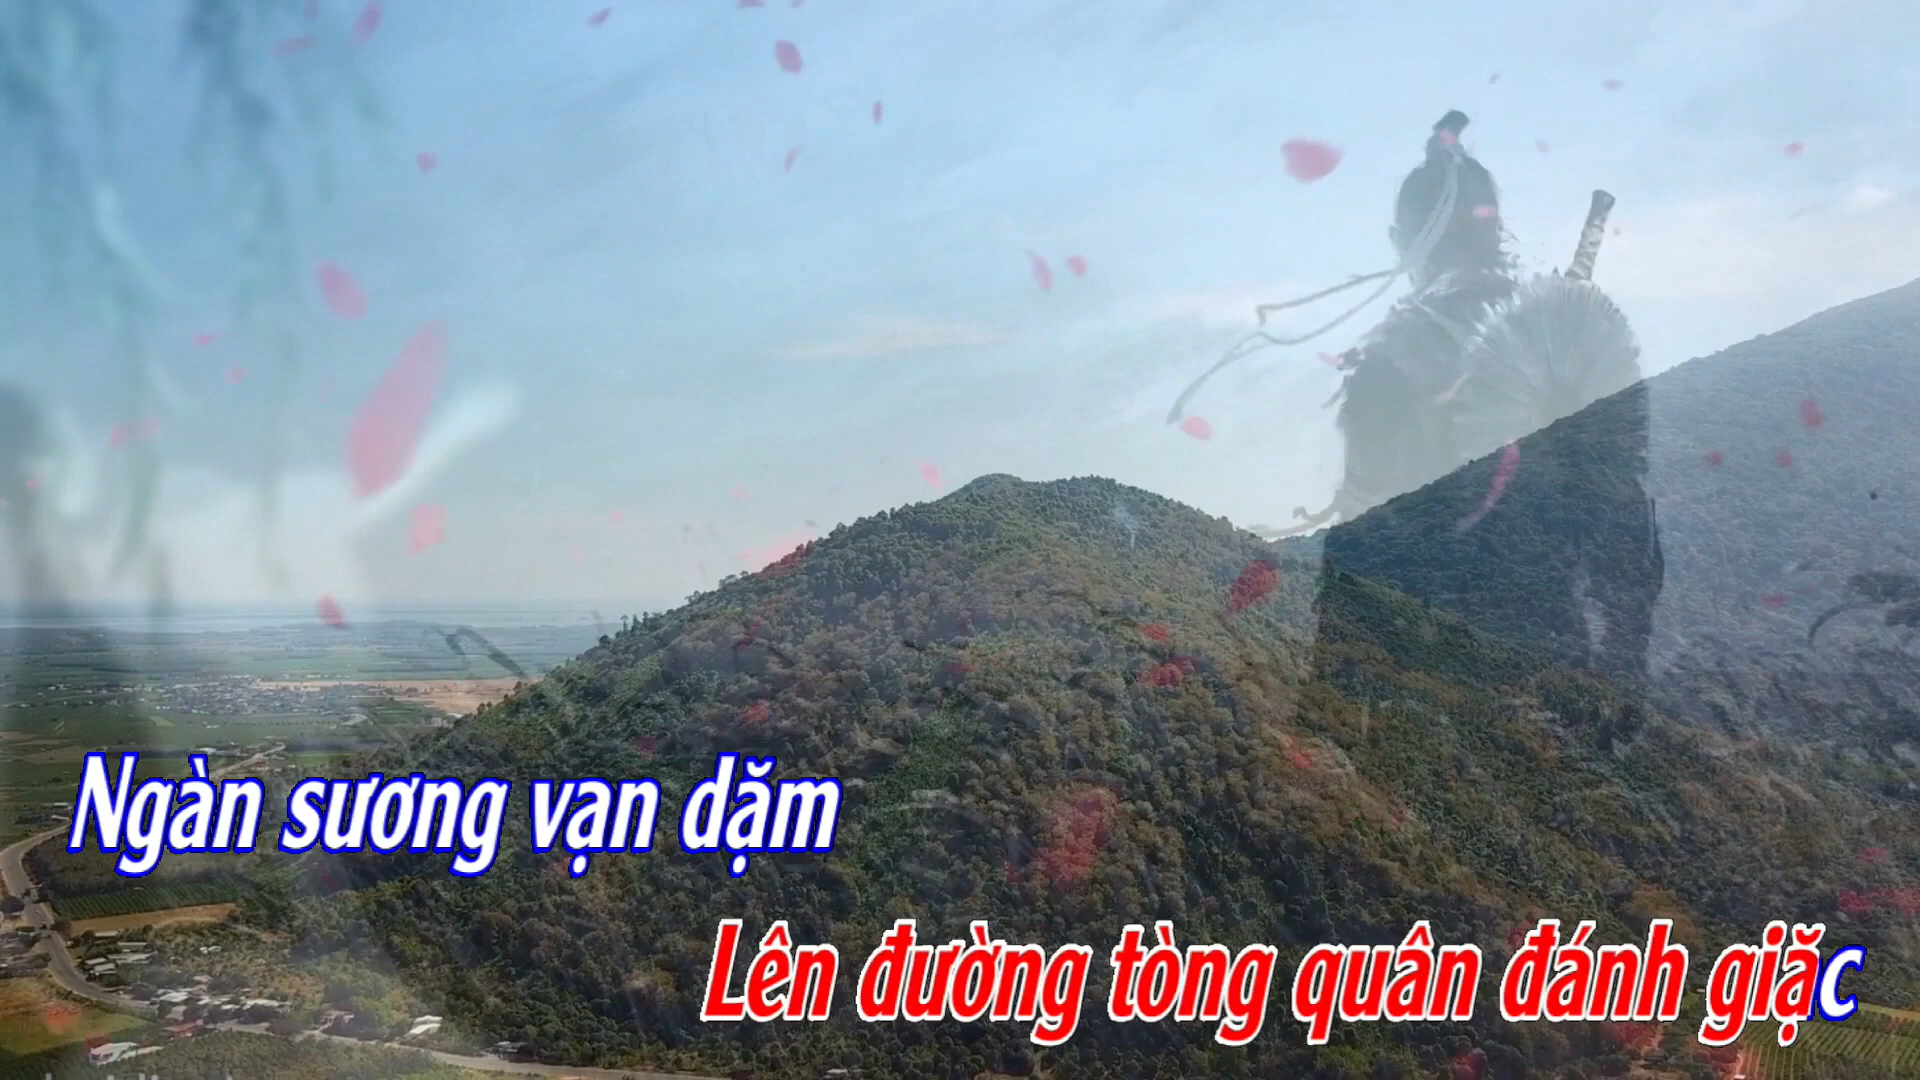 Ngàn sương vạn dặm
Lên đường tòng quân đánh giặc